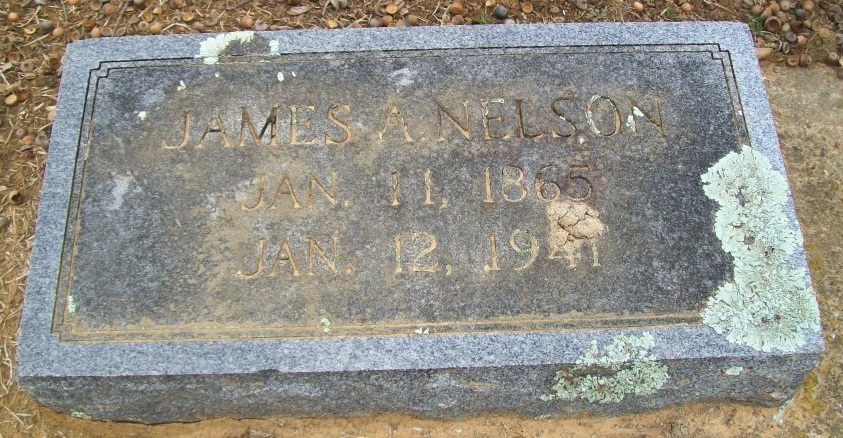 JAMES A. NELSON
JAN. 11, 1865
JAN. 12, 1941